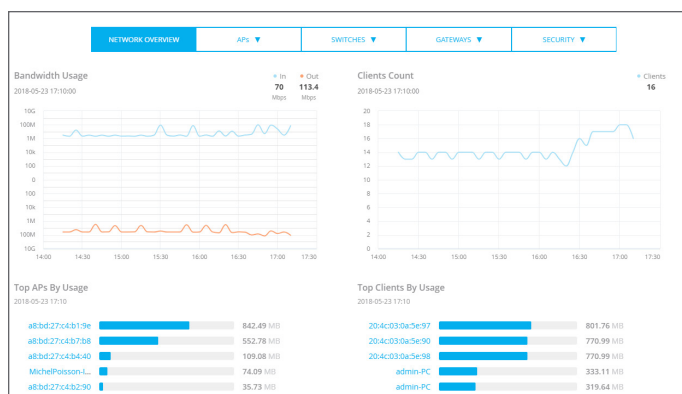 NETWORK OVERVIEW
APs ▼
SWITCHES ▼
GATEWAYS ▼
SECURITY ▼
Bandwidth Usage
2018-05-23 17:10:00
In
70
Mbps
Out
113.4
Mbps
10G
100M
1M
10k
100
0
100
10k
1M
100M
10G
14:00
14:30
15:00
15:30
16:00
16:30
17:00
17:30
Clients Count
2018-05-23 17:10:00
Clients
16
20
18
16
14
12
10
8
6
4
2
0
14:00
14:30
15:00
15:30
16:00
16:30
17:00
17:30
Top APs By Usage
2018-05-23 17:10
a8:bd:27:c4:b1:9e 842.49 MB
a8:bd:27:c4:b7:b8 552.78 MB
a8:bd:27:c4:b4:40 109.08 MB
MichelPoisson-I... 74.09 MB
a8:bd:27:c4:b2:90 35.73 MB
Top Clients By Usage
2018-05-23 17:10
20:4c:03:0a:5e:97 801.76 MB
20:4c:03:0a:5e:90 770.99 MB
20:4c:03:0a:5e:98 770.99 MB
admin-PC 333.11 MB
admin-PC 319.64 MB